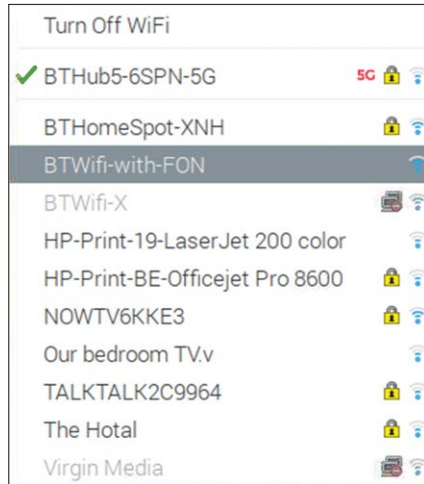 Turn Off WiFi
BTHub5-6SPN-5G 5G
BTHomeSpot-XNH
BTWifi-with-FON
BTWifi-X
HP-Print-19-LaserJet 200 color
HP-Print-BE-Officejet Pro 8600
NOWTV6KKE3
Our bedroom TV.v
TALKTALK2C9964
The Hotal
Virgin Media